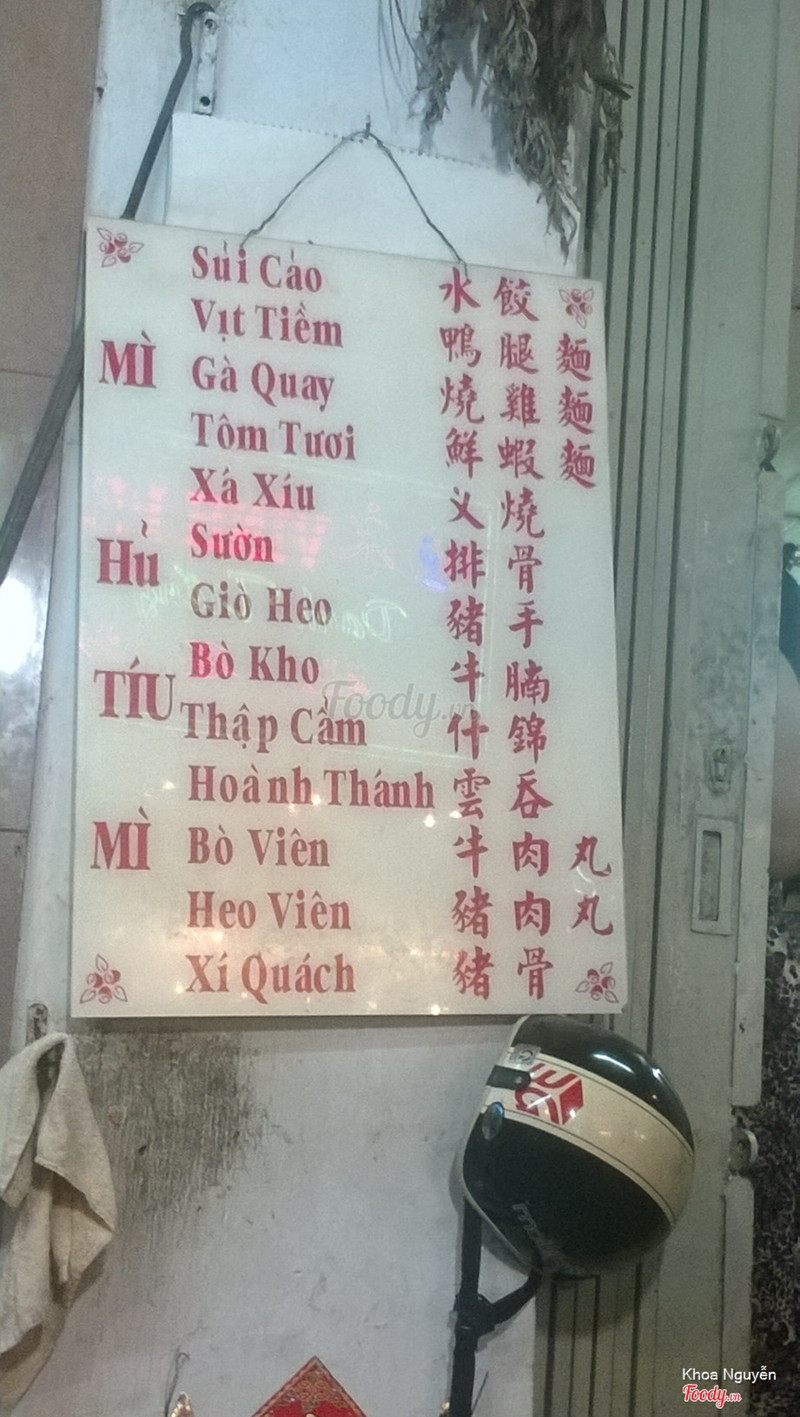 Sủi Cảo 水 餃
Vịt Tiềm 鴨 腿 麵
MÌ Gà Quay 燒 雞 麵
Tôm Tươi 鮮 蝦 麵
Xá Xíu 义 燒
Hủ Sườn 排 骨
Giò Heo 豬 手
TÍU Bò Kho 牛 腩
Thập Cẩm 什 錦
Hoành Thánh 雲 吞
MÌ Bò Viên 牛 肉 丸
Heo Viên 豬 肉 丸
Xí Quách 豬 骨
Foody.vn
Khoa Nguyễn
Foody.vn